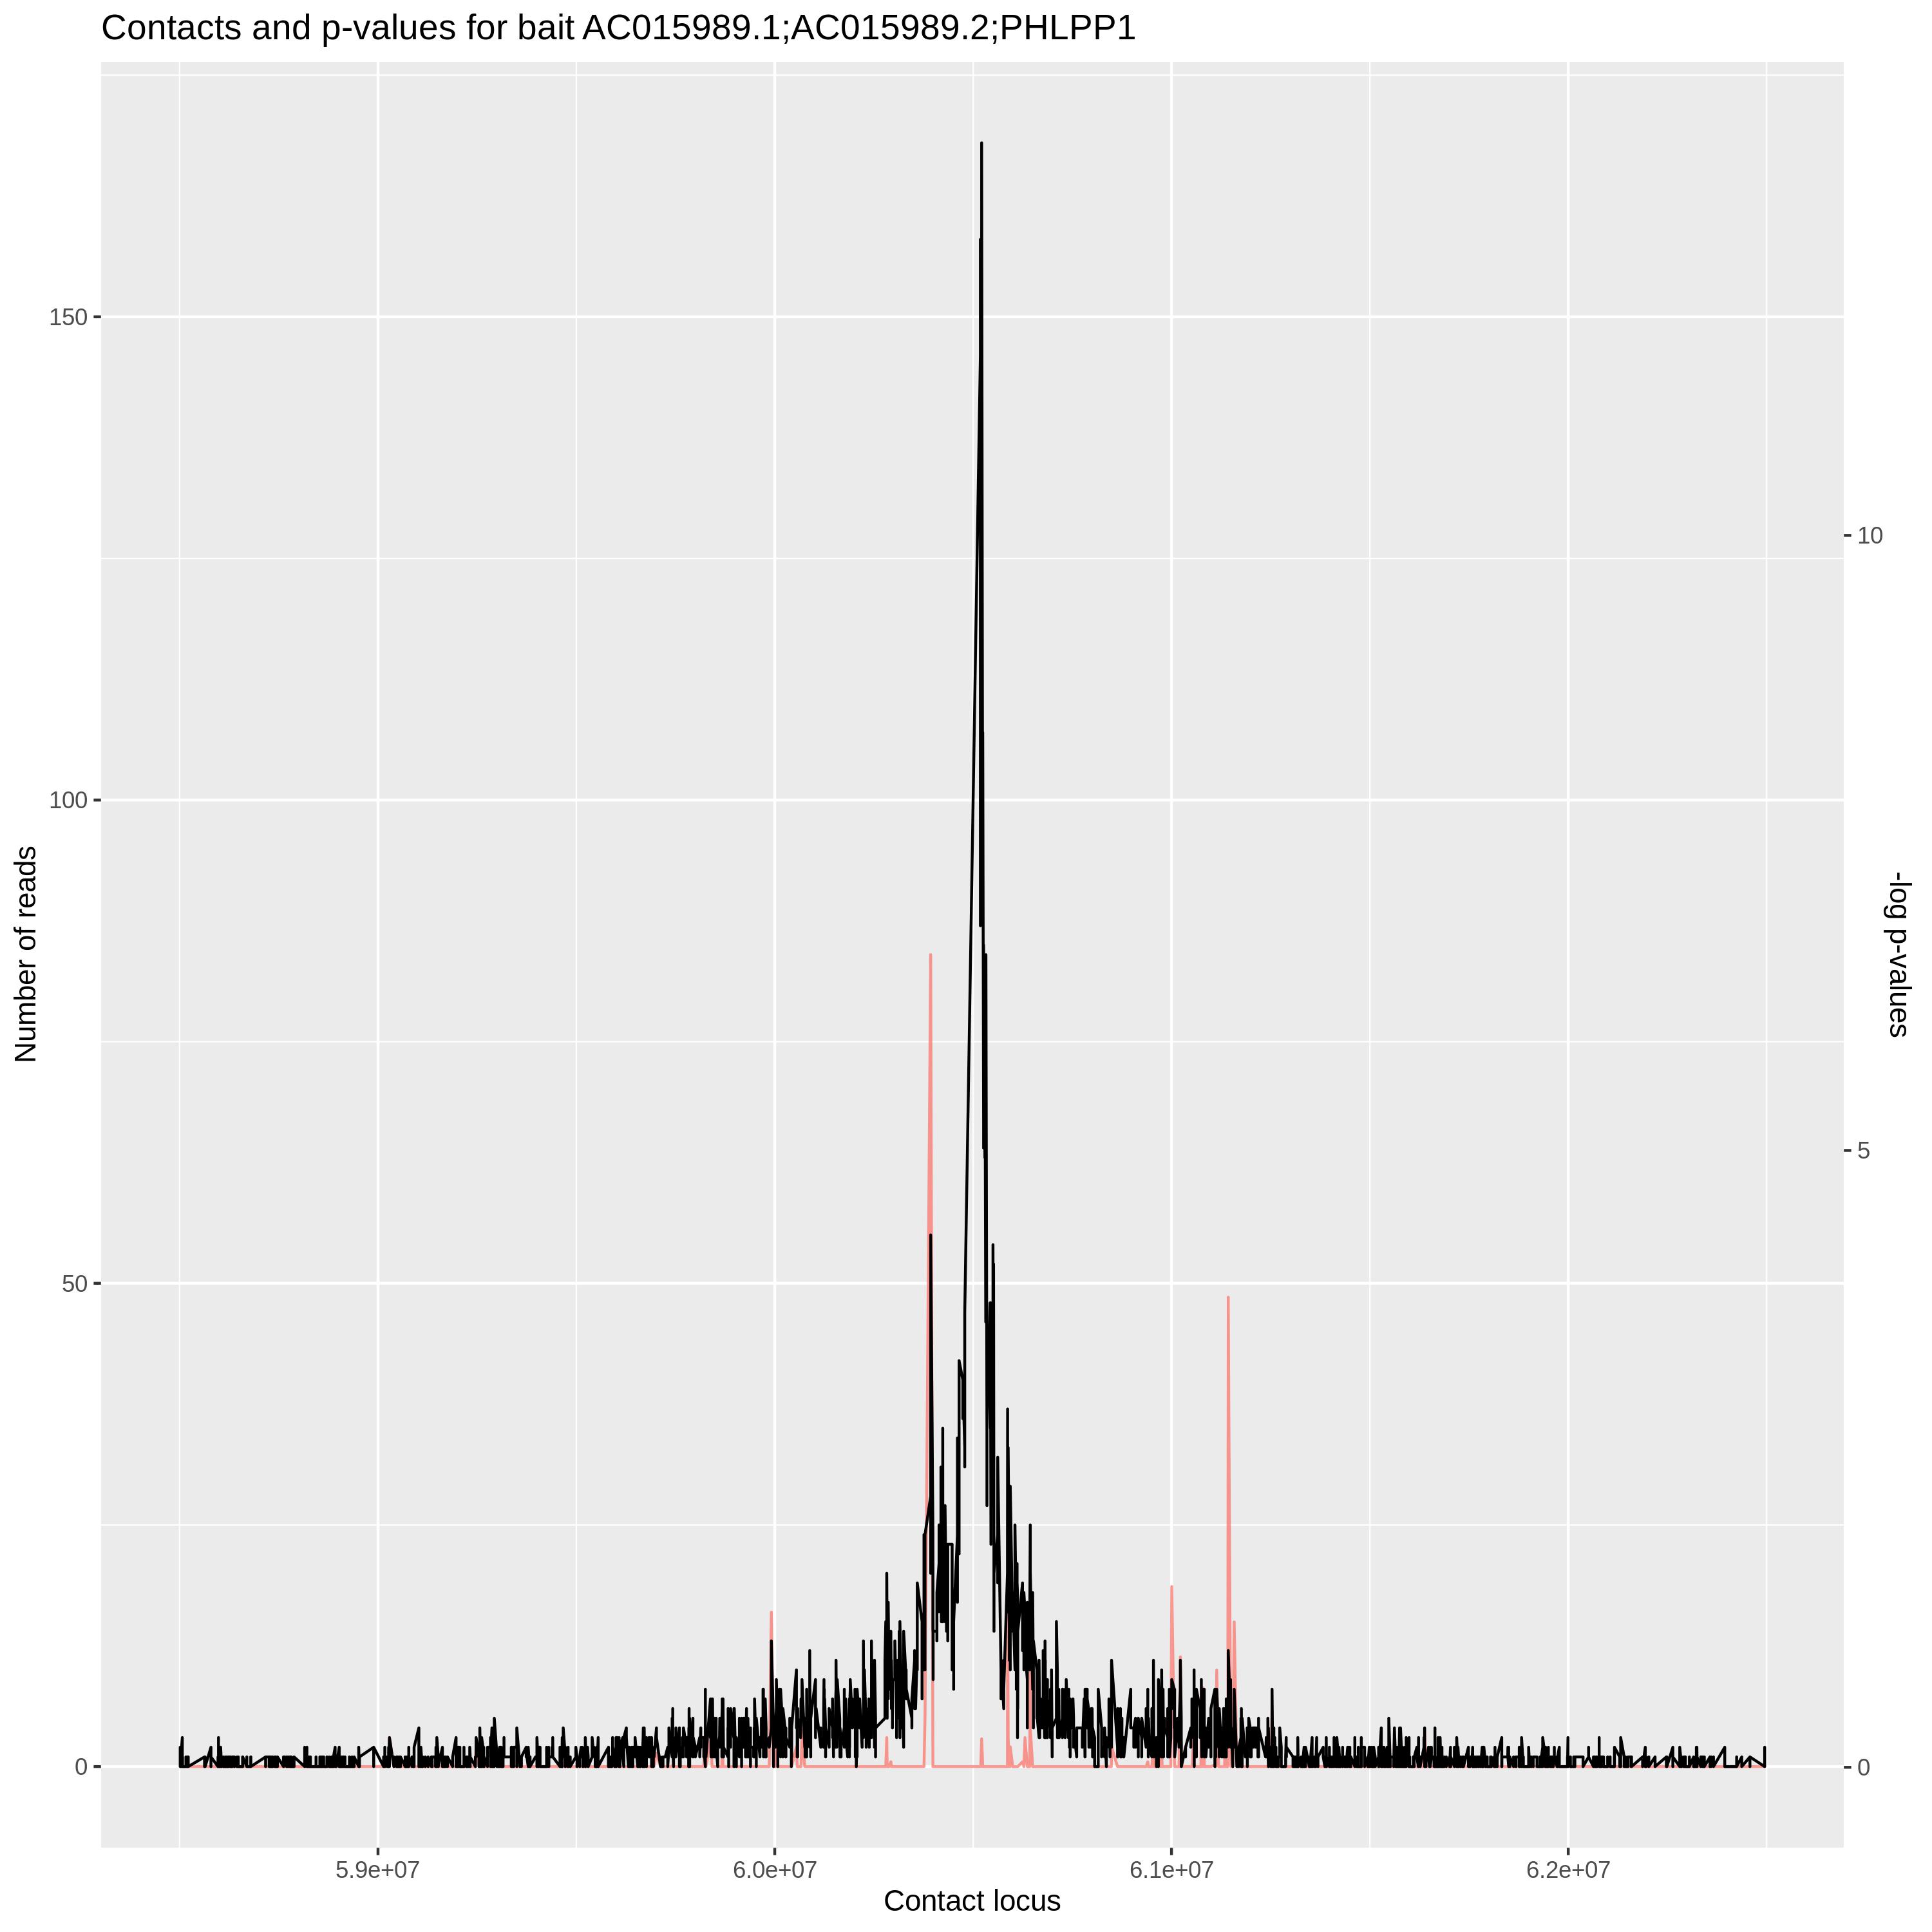 Contacts and p-values for bait AC015989.1;AC015989.2;PHLPP1
150
100
50
0
Number of reads
10
5
0
-log p-values
5.9e+07
6.0e+07
6.1e+07
6.2e+07
Contact locus